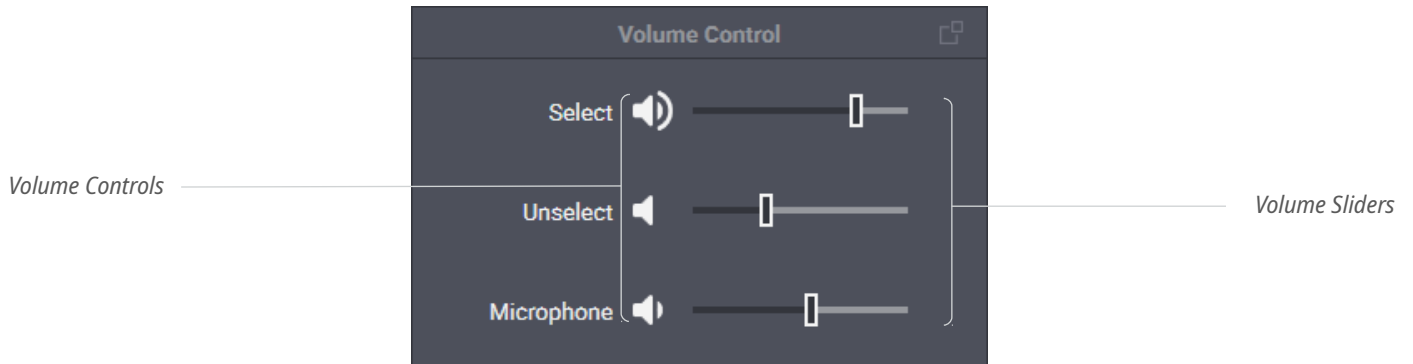 Volume Control
Select
Volume Controls
Unselect
Volume Sliders
Microphone